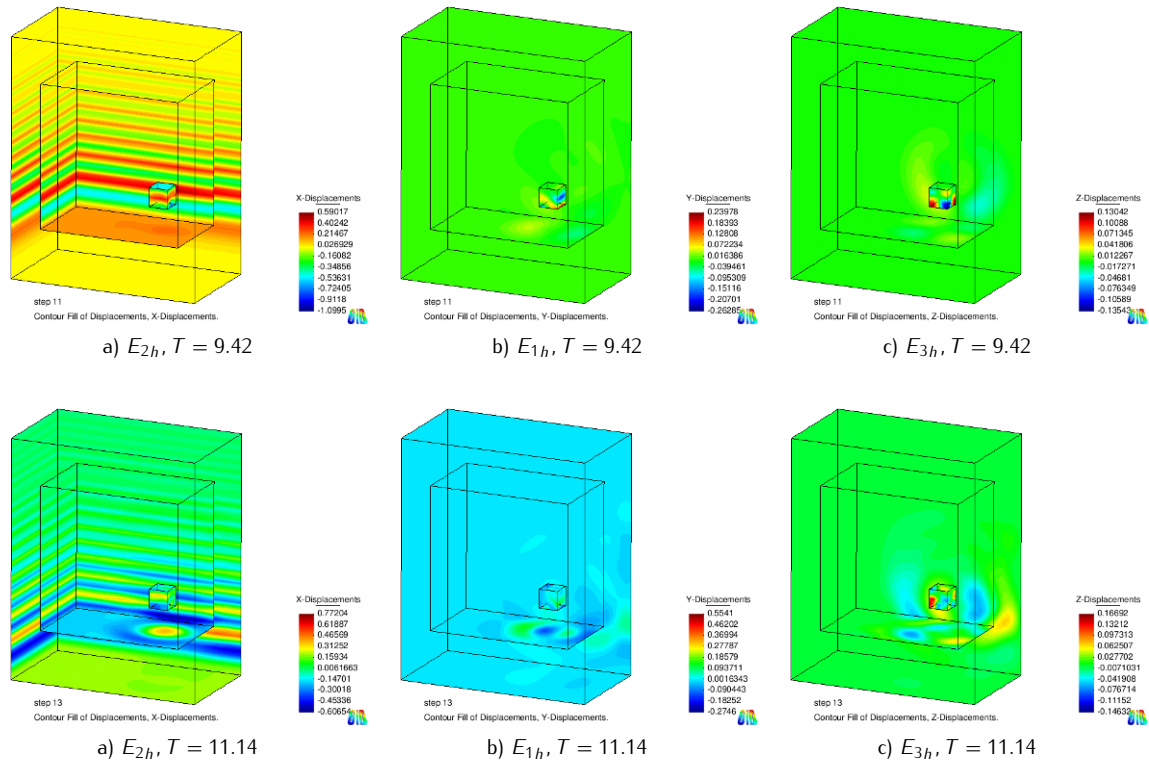 X-Displacements
0.59017
0.40242
0.21467
0.026929
-0.16082
-0.34856
-0.53631
-0.72405
-0.9118
-1.0995
step 11
Contour Fill of Displacements, X-Displacements.
a) E2h, T = 9.42
Y-Displacements
0.23978
0.18393
0.12808
0.072234
0.016386
-0.039461
-0.095309
-0.15116
-0.20701
-0.26285
step 11
Contour Fill of Displacements, Y-Displacements.
b) E1h, T = 9.42
Z-Displacements
0.13042
0.10088
0.071345
0.041806
0.012267
-0.017271
-0.04681
-0.076349
-0.10589
-0.13543
step 11
Contour Fill of Displacements, Z-Displacements.
c) E3h, T = 9.42
X-Displacements
0.77204
0.61887
0.46569
0.31252
0.15934
0.0061663
-0.14701
-0.30018
-0.45336
-0.60654
step 13
Contour Fill of Displacements, X-Displacements.
a) E2h, T = 11.14
Y-Displacements
0.5541
0.46202
0.36994
0.27787
0.18579
0.093711
0.0016343
-0.090443
-0.18252
-0.2746
step 13
Contour Fill of Displacements, Y-Displacements.
b) E1h, T = 11.14
Z-Displacements
0.16692
0.13212
0.097313
0.062507
0.027702
-0.0071031
-0.041908
-0.076714
-0.11152
-0.14632
step 13
Contour Fill of Displacements, Z-Displacements.
c) E3h, T = 11.14